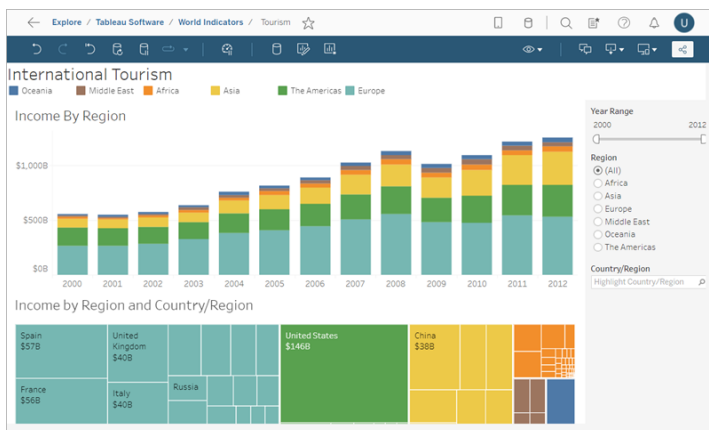 Explore / Tableau Software / World Indicators / Tourism
U
International Tourism
Oceania Middle East Africa Asia The Americas Europe
Income By Region
$1,000B
$500B
$0B
2000 2001 2002 2003 2004 2005 2006 2007 2008 2009 2010 2011 2012
Year Range
2000 2012
Region
(All)
Africa
Asia
Europe
Middle East
Oceania
The Americas
Country/Region
Highlight Country/Region
Income by Region and Country/Region
Spain
$57B
France
$56B
United
Kingdom
$40B
Italy
$40B
Russia
United States
$146B
China
$38B